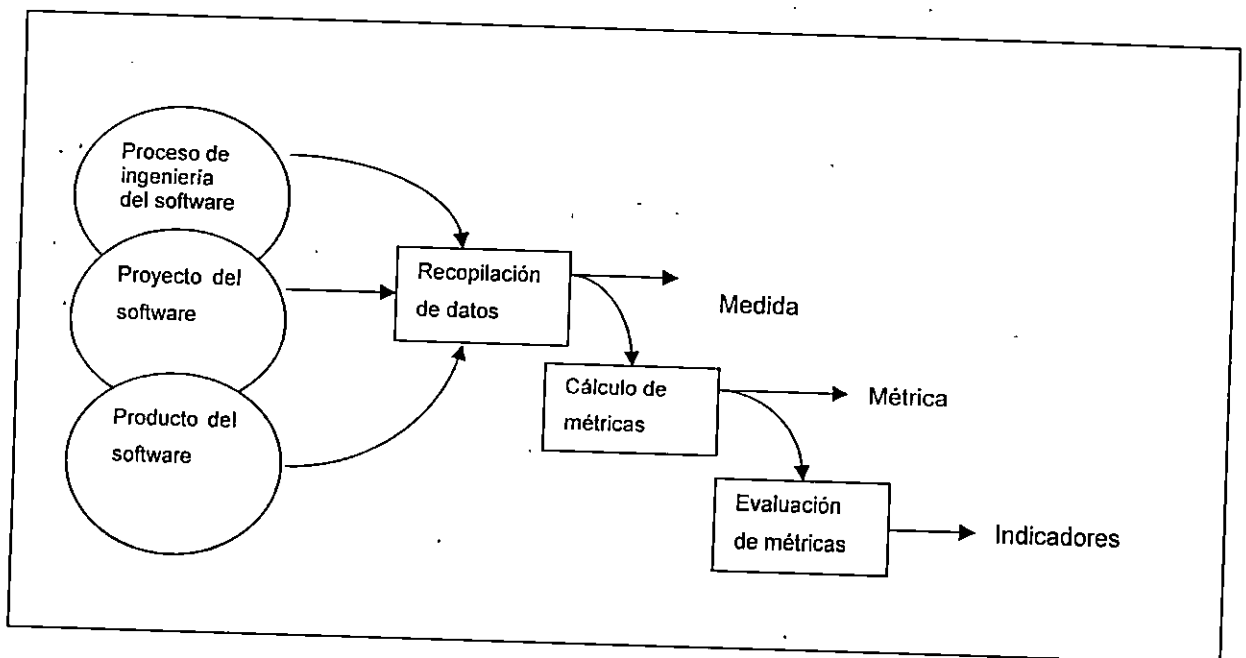 Proceso de
ingeniería
del software
Proyecto del
software
Producto del
software
Recopilación
de datos
Medida
Cálculo de
métricas
Métrica
Evaluación
de métricas
Indicadores